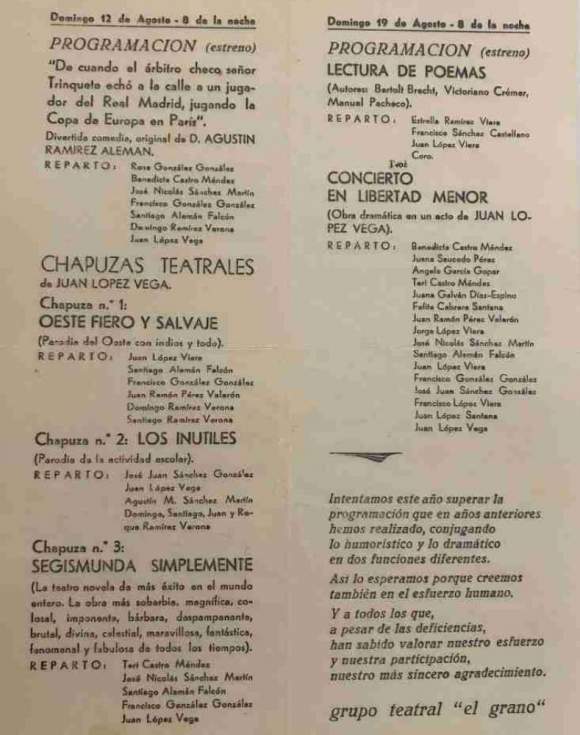 Domingo 12 de Agosto - 8 de la noche
PROGRAMACION (estreno)
"De cuando el árbitro checo, señor
Trinqueto echó a la calle a un juga-
dor del Real Madrid, jugando la
Copa de Europa en París".
Divertida comedia, original de D. AGUSTIN
RAMIREZ ALEMAN.
REPARTO: Rosa González González
Benedicta Castro Méndez
José Nicolás Sánchez Martín
Francisco González González
Santiago Alemán Falcón
Domingo Ramírez Verona
Juan López Vega
CHAPUZAS TEATRALES
de JUAN LOPEZ VEGA.
Chapuza n.° 1:
OESTE FIERO Y SALVAJE
(Parodia del Oeste con indios y todo).
REPARTO: Juan López Viera
Santiago Alemán Falcón
Francisco González González
Juan Ramón Pérez Valerón
Domingo Ramírez Verona
Santiago Ramírez Verona
Chapuza n.° 2: LOS INUTILES
(Parodia de la actividad escolar).
REPARTO: José Juan Sánchez González
Juan López Vega
Agustín M. Sánchez Martín
Domingo, Santiago, Juan y Ro-
que Ramírez Verona
Chapuza n.° 3:
SEGISMUNDA SIMPLEMENTE
(La teatro novela de más éxito en el mundo
entero. La obra más soberbia, magnífica, co-
losal, imponente, bárbara, despampanante,
brutal, divina, celestial, maravillosa, fantástica,
fenomenal y fabulosa de todos los tiempos).
REPARTO: Teri Castro Méndez
José Nicolás Sánchez Martín
Santiago Alemán Falcón
Francisco González González
Juan López Vega
Domingo 19 de Agosto - 8 de la noche
PROGRAMACION (estreno)
LECTURA DE POEMAS
(Autores: Bertolt Brecht, Victoriano Crémer,
Manuel Pacheco).
REPARTO: Estrella Ramírez Viera
Francisco Sánchez Castellano
Juan López Viera
Coro.
CONCIERTO
EN LIBERTAD MENOR
(Obra dramática en un acto de JUAN LO-
PEZ VEGA).
REPARTO: Benedicta Castro Méndez
Juana Saucedo Pérez
Angela García Gopar
Teri Castro Méndez
Juana Galván Díaz-Espino
Felita Cabrera Santana
Juan Ramón Pérez Valerón
Jorge López Viera
José Nicolás Sánchez Martín
Santiago Alemán Falcón
Juan López Viera
Francisco González González
José Juan Sánchez González
Francisco López Viera
Juan López Santana
Juan López Vega
Intentamos este año superar la
programación que en años anteriores
hemos realizado, conjugando
lo humorístico y lo dramático
en dos funciones diferentes.
Así lo esperamos porque creemos
también en el esfuerzo humano.
Y a todos los que,
a pesar de las deficiencias,
han sabido valorar nuestro esfuerzo
y nuestra participación,
nuestro más sincero agradecimiento.
grupo teatral "el grano"